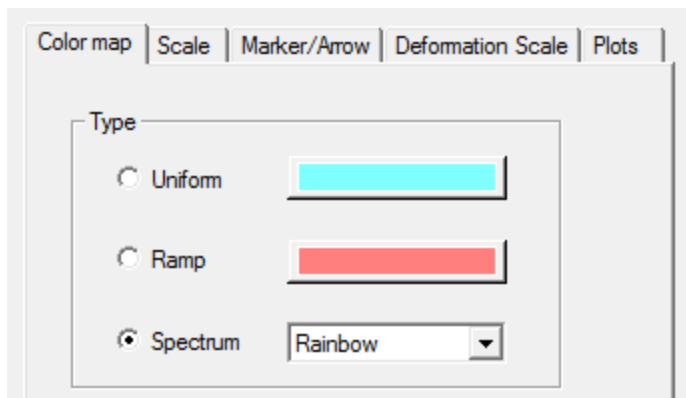 Color map Scale Marker/Arrow Deformation Scale Plots
Type
Uniform
Ramp
Spectrum Rainbow